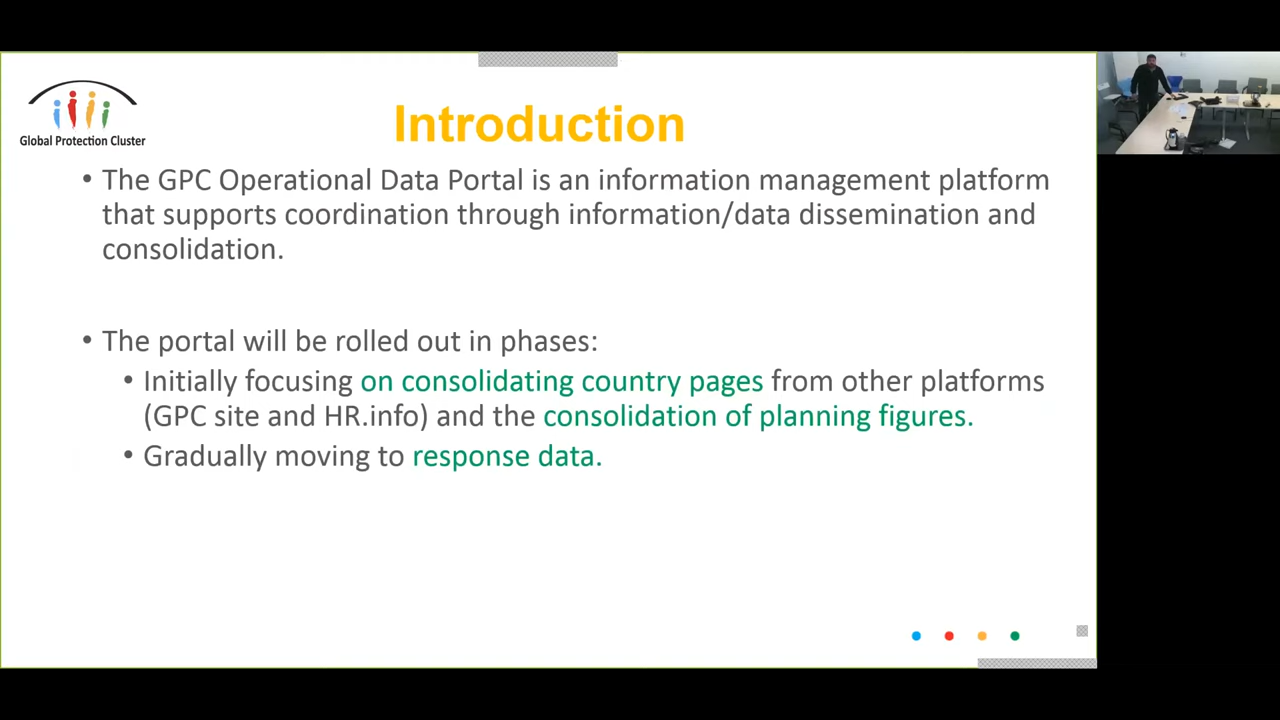 Global Protection Cluster
Introduction
• The GPC Operational Data Portal is an information management platform
that supports coordination through information/data dissemination and
consolidation.
• The portal will be rolled out in phases:
• Initially focusing on consolidating country pages from other platforms
(GPC site and HR.info) and the consolidation of planning figures.
• Gradually moving to response data.